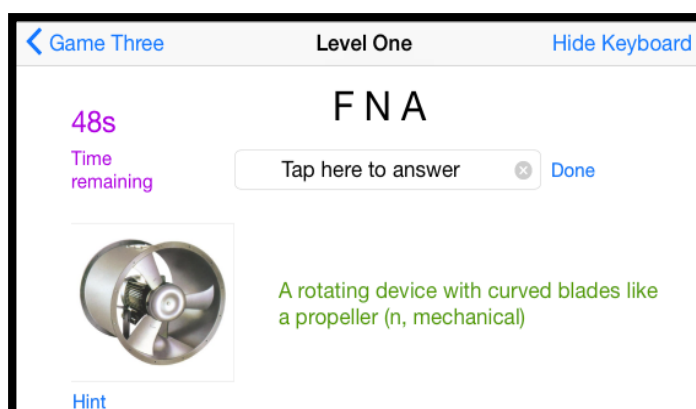 Game Three Level One Hide Keyboard
F N A
48s
Time
remaining
Tap here to answer Done
A rotating device with curved blades like
a propeller (n, mechanical)
Hint